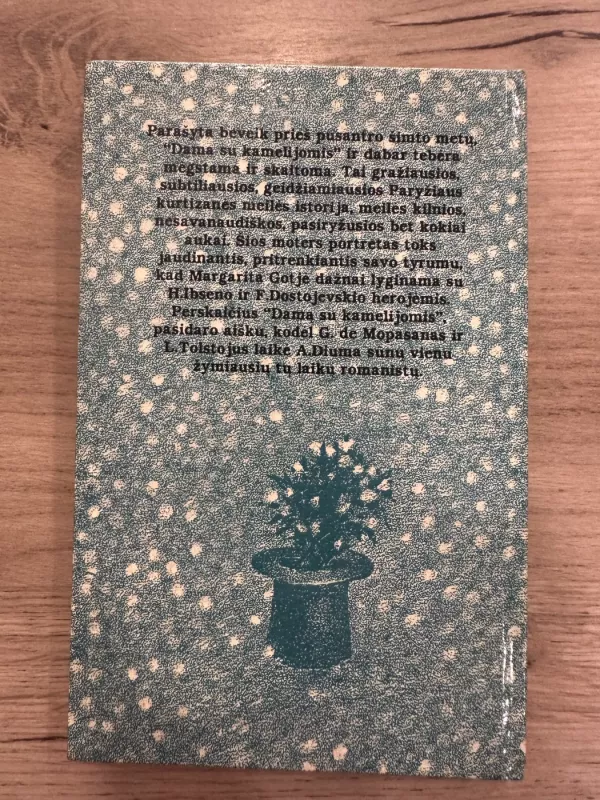 Parašyta beveik prieš pusantro šimto metų,
"Dama su kamelijomis" ir dabar tebėra
mėgstama ir skaitoma. Tai gražiausios,
subtiliausios, geidžiamiausios Paryžiaus
kurtizanės meilės istorija, meilės kilnios,
nesavanaudiškos, pasiryžusios bet kokiai
aukai. Šios moters portretas toks
jaudinantis, pritrenkiantis savo tyrumu,
kad Margarita Gotjė dažnai lyginama su
H.Ibseno ir F.Dostojevskio herojėmis.
Perskaičius "Damą su kamelijomis",
pasidaro aišku, kodėl G. de Mopasanas ir
L.Tolstojus laikė A.Diuma sūnų vienu
žymiausių tų laikų romanistų.